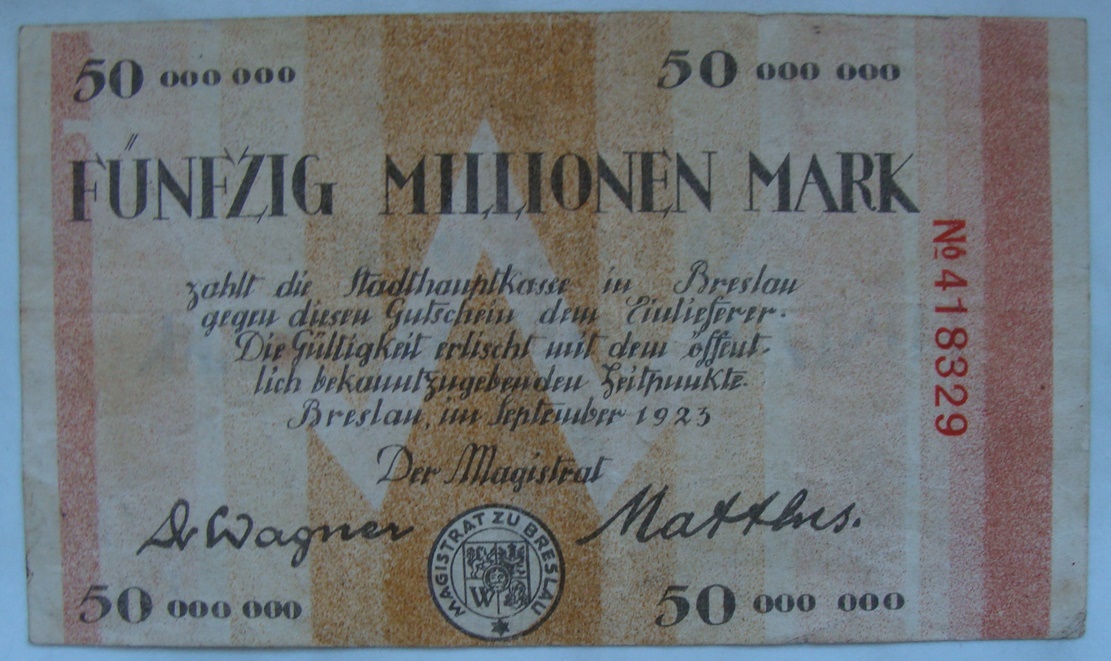 50 000 000
50 000 000
FÜNFZIG MILLIONEN MARK
zahlt die Stadthauptkasse in Breslau
gegen diesen Gutschein dem Einlieferer.
Die Gültigkeit erlischt mit dem öffent-
lich bekanntzugebenden Zeitpunkte.
Breslau, im September 1923
Der Magistrat
Dr Wagner
Matthes.
MAGISTRAT ZU BRESLAU
W
50 000 000
50 000 000
№ 418329